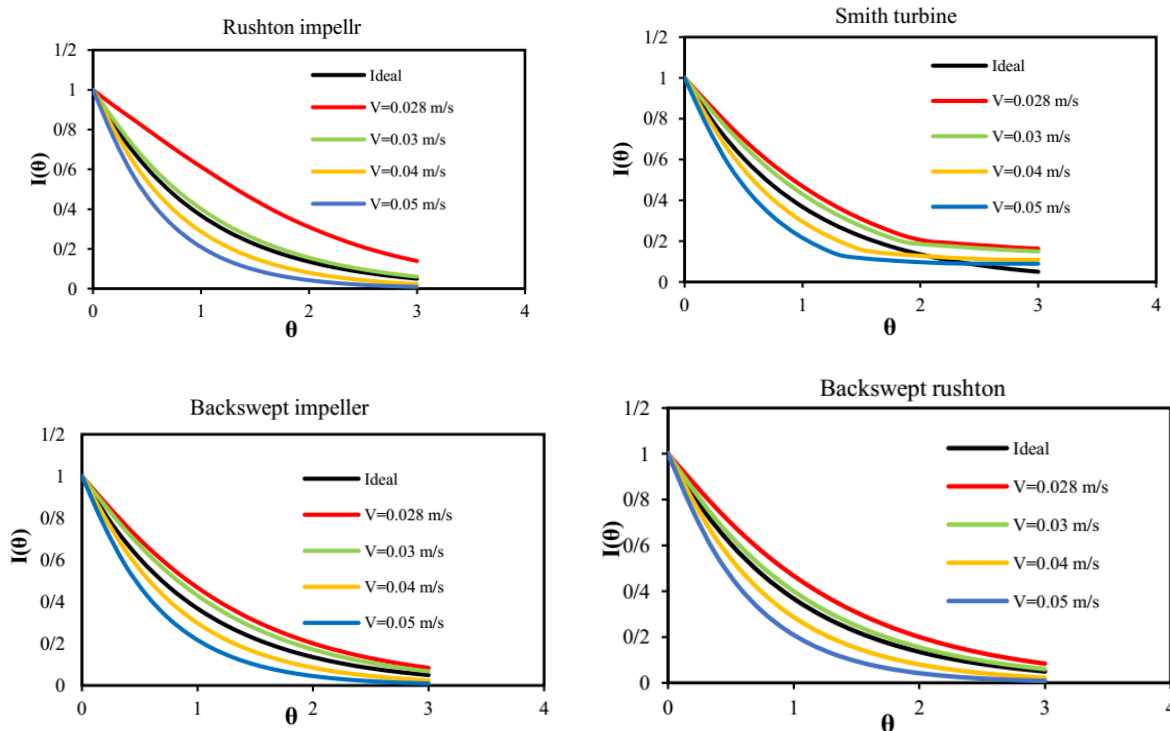 Rushton impellr
I(θ)
1/2
1
0/8
0/6
0/4
0/2
0
0 1 2 3 4
θ
Ideal
V=0.028 m/s
V=0.03 m/s
V=0.04 m/s
V=0.05 m/s
Smith turbine
I(θ)
1/2
1
0/8
0/6
0/4
0/2
0
0 1 2 3 4
θ
Ideal
V=0.028 m/s
V=0.03 m/s
V=0.04 m/s
V=0.05 m/s
Backswept impeller
I(θ)
1/2
1
0/8
0/6
0/4
0/2
0
0 1 2 3 4
θ
Ideal
V=0.028 m/s
V=0.03 m/s
V=0.04 m/s
V=0.05 m/s
Backswept rushton
I(θ)
1/2
1
0/8
0/6
0/4
0/2
0
0 1 2 3 4
θ
Ideal
V=0.028 m/s
V=0.03 m/s
V=0.04 m/s
V=0.05 m/s